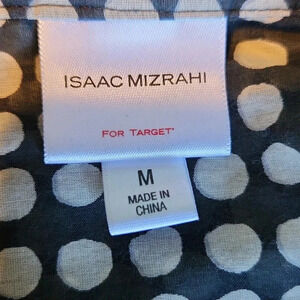 ISAAC MIZRAHI
FOR TARGET*
M
MADE IN
CHINA